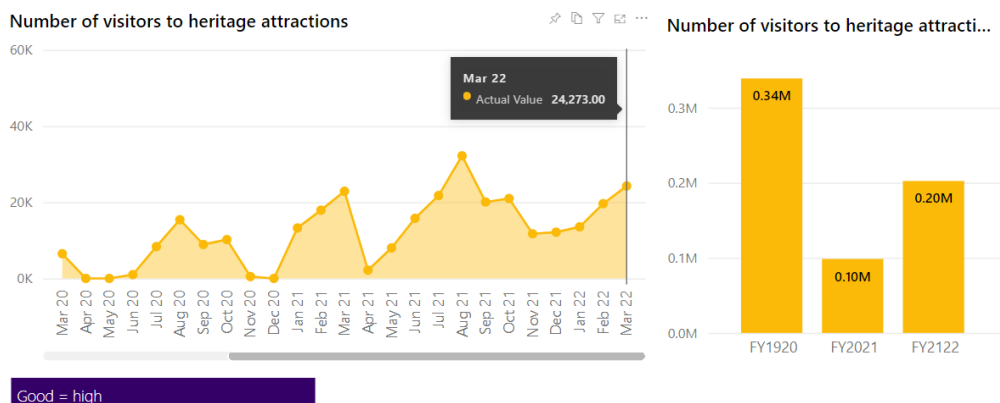 Number of visitors to heritage attractions
60K
40K
20K
0K
Mar 22
Actual Value 24,273.00
Mar 20
Apr 20
May 20
Jun 20
Jul 20
Aug 20
Sep 20
Oct 20
Nov 20
Dec 20
Jan 21
Feb 21
Mar 21
Apr 21
May 21
Jun 21
Jul 21
Aug 21
Sep 21
Oct 21
Nov 21
Dec 21
Jan 22
Feb 22
Mar 22
Good = high
Number of visitors to heritage attracti...
0.3M
0.2M
0.1M
0.0M
0.34M
0.10M
0.20M
FY1920
FY2021
FY2122